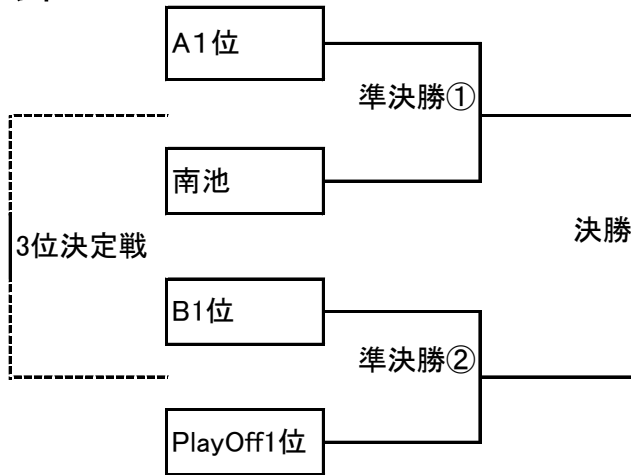 A1位
準決勝①
南池
決勝
3位決定戦
B1位
準決勝②
PlayOff1位